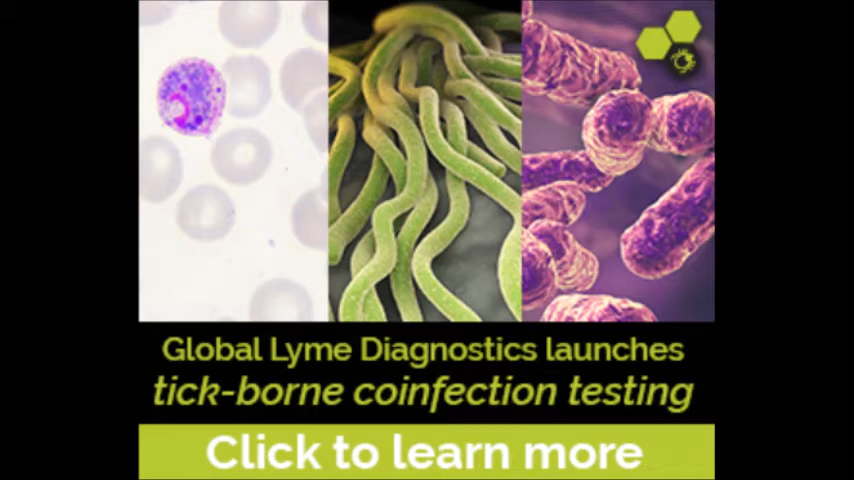 Global Lyme Diagnostics launches
tick-borne coinfection testing
Click to learn more